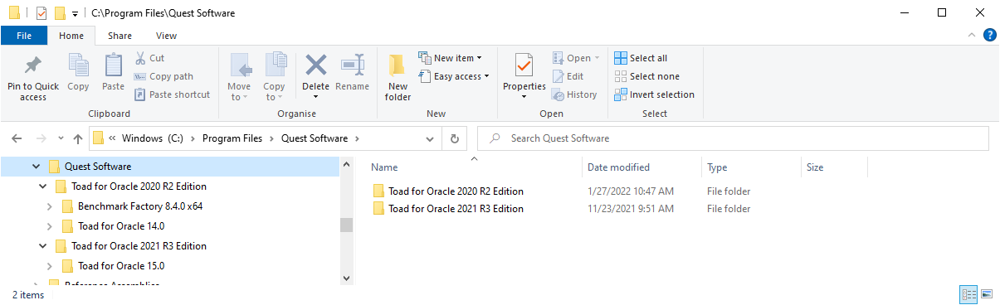 C:\Program Files\Quest Software
File Home Share View
Pin to Quick access
Copy
Paste
Cut
Copy path
Paste shortcut
Clipboard
Move to
Copy to
Delete
Rename
Organise
New folder
New item
Easy access
New
Properties
Open
Edit
History
Open
Select all
Select none
Invert selection
Select
« Windows (C:) > Program Files > Quest Software >
Search Quest Software
Quest Software
Toad for Oracle 2020 R2 Edition
Benchmark Factory 8.4.0 x64
Toad for Oracle 14.0
Toad for Oracle 2021 R3 Edition
Toad for Oracle 15.0
Reference Assemblies
Name Date modified Type Size
Toad for Oracle 2020 R2 Edition 1/27/2022 10:47 AM File folder
Toad for Oracle 2021 R3 Edition 11/23/2021 9:51 AM File folder
2 items